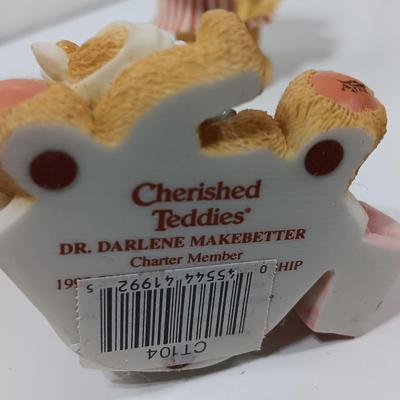 Cherished
Teddies®
DR. DARLENE MAKEBETTER
Charter Member
199
HIP
0 45544 41992 5
CT104